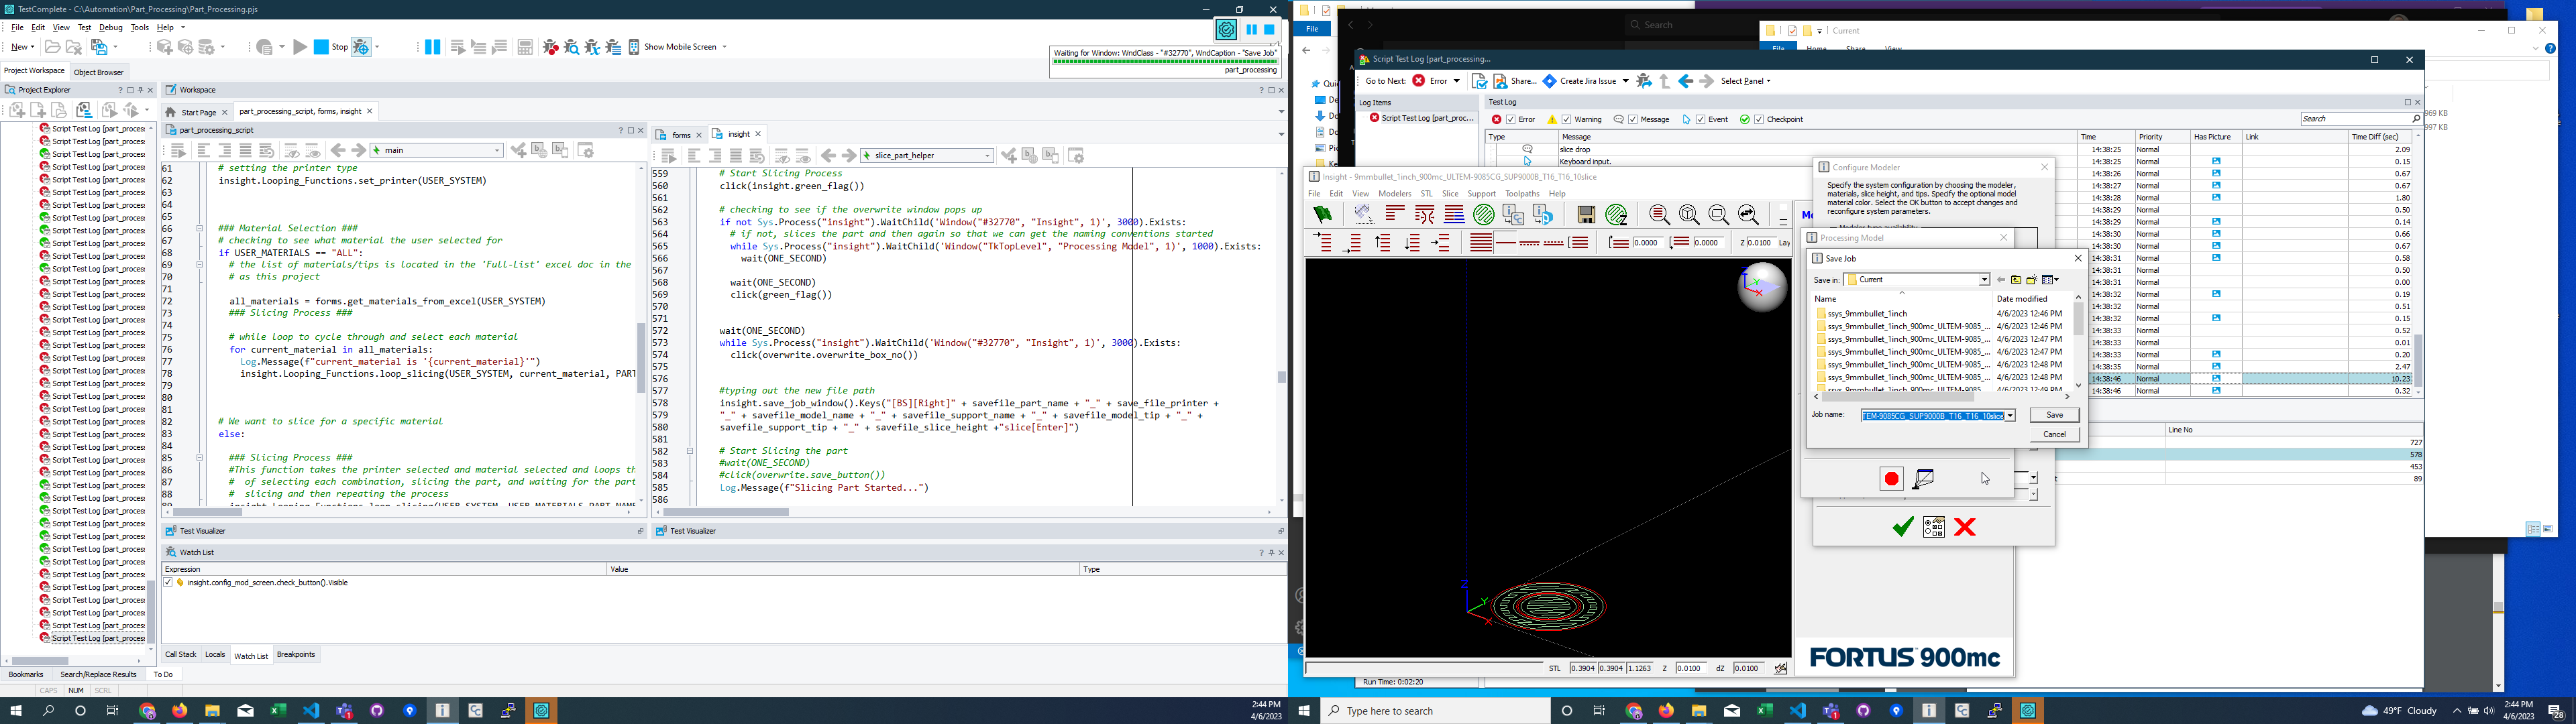 TestComplete - C:\Automation\Part_Processing\Part_Processing.pjs
File Edit View Test Debug Tools Help
New
Stop
Show Mobile Screen
Waiting for Window: WndClass - "#32770", WndCaption - "Save Job"
part_processing
Project Workspace Object Browser
Project Explorer
Workspace
Start Page
part_processing_script, forms, insight
part_processing_script
main
61 # setting the printer type
62 insight.Looping_Functions.set_printer(USER_SYSTEM)
63
64
65
66 ### Material Selection ###
67 # checking to see what material the user selected for
68 if USER_MATERIALS == "ALL":
69 # the list of materials/tips is located in the 'Full-List' excel doc in the
70 # as this project
71
72 all_materials = forms.get_materials_from_excel(USER_SYSTEM)
73 ### Slicing Process ###
74
75 # while loop to cycle through and select each material
76 for current_material in all_materials:
77 Log.Message(f"current_material is '{current_material}'")
78 insight.Looping_Functions.loop_slicing(USER_SYSTEM, current_material, PART
79
80
81
82 # We want to slice for a specific material
83 else:
84
85 ### Slicing Process ###
86 #This function takes the printer selected and material selected and loops th
87 # of selecting each combination, slicing the part, and waiting for the part
88 # slicing and then repeating the process
forms
insight
slice_part_helper
559 # Start Slicing Process
560 click(insight.green_flag())
561
562 # checking to see if the overwrite window pops up
563 if not Sys.Process("insight").WaitChild('Window("#32770", "Insight", 1)', 3000).Exists:
564 # if not, slices the part and then again so that we can get the naming conventions started
565 while Sys.Process("insight").WaitChild('Window("TkTopLevel", "Processing Model", 1)', 1000).Exists:
566 wait(ONE_SECOND)
567
568 wait(ONE_SECOND)
569 click(green_flag())
570
571
572 wait(ONE_SECOND)
573 while Sys.Process("insight").WaitChild('Window("#32770", "Insight", 1)', 3000).Exists:
574 click(overwrite.overwrite_box_no())
575
576
577 #typing out the new file path
578 insight.save_job_window().Keys("[BS][Right]" + savefile_part_name + "_" + save_file_printer +
579 "_" + savefile_model_name + "_" + savefile_support_name + "_" + savefile_model_tip + "_" +
580 savefile_support_tip + "_" + savefile_slice_height +"slice[Enter]")
581
582 # Start Slicing the part
583 #wait(ONE_SECOND)
584 #click(overwrite.save_button())
585 Log.Message(f"Slicing Part Started...")
586
Test Visualizer
Test Visualizer
Watch List
Expression Value Type
insight.config_mod_screen.check_button().Visible
Call Stack Locals Watch List Breakpoints
Bookmarks Search/Replace Results To Do
CAPS NUM SCRL
2:44 PM
4/6/2023
File
Search
Current
Script Test Log [part_processing...
Go to Next: Error Share... Create Jira Issue Select Panel
Log Items
Script Test Log [part_proc...
Test Log
Error Warning Message Event Checkpoint
Search
Type Message Time Priority Has Picture Link Time Diff (sec)
slice drop 14:38:25 Normal 2.09
Keyboard input. 14:38:25 Normal 0.15
14:38:26 Normal 0.67
14:38:27 Normal 0.67
14:38:28 Normal 1.80
14:38:29 Normal 0.50
14:38:30 Normal 0.14
14:38:30 Normal 0.66
14:38:30 Normal 0.67
14:38:31 Normal 0.58
14:38:31 Normal 0.50
14:38:31 Normal 0.00
14:38:32 Normal 0.19
14:38:32 Normal 0.51
14:38:32 Normal 0.15
14:38:33 Normal 0.52
14:38:33 Normal 0.01
14:38:33 Normal 0.20
14:38:35 Normal 2.47
14:38:46 Normal 10.23
14:38:46 Normal 0.32
Line No
727
578
453
89
Insight - 9mmbullet_1inch_900mc_ULTEM-9085CG_SUP9000B_T16_T16_10slice
File Edit View Modelers STL Slice Support Toolpaths Help
0.0000 0.0000 Z 0.0100 Lay
Configure Modeler
Specify the system configuration by choosing the modeler,
materials, slice height, and tips. Specify the optional model
material color. Select the OK button to accept changes and
reconfigure system parameters.
Processing Model
Save Job
Save in: Current
Name Date modified
ssys_9mmbullet_1inch 4/6/2023 12:46 PM
ssys_9mmbullet_1inch_900mc_ULTEM-9085_... 4/6/2023 12:46 PM
ssys_9mmbullet_1inch_900mc_ULTEM-9085_... 4/6/2023 12:47 PM
ssys_9mmbullet_1inch_900mc_ULTEM-9085_... 4/6/2023 12:47 PM
ssys_9mmbullet_1inch_900mc_ULTEM-9085_... 4/6/2023 12:48 PM
ssys_9mmbullet_1inch_900mc_ULTEM-9085_... 4/6/2023 12:48 PM
Job name: TEM-9085CG_SUP9000B_T16_T16_10slice Save
Cancel
Z
Y
X
STL 0.3904 0.3904 1.1263 Z 0.0100 dZ 0.0100
FORTUS 900mc
Run Time: 0:02:20
Type here to search
49°F Cloudy
2:44 PM
4/6/2023